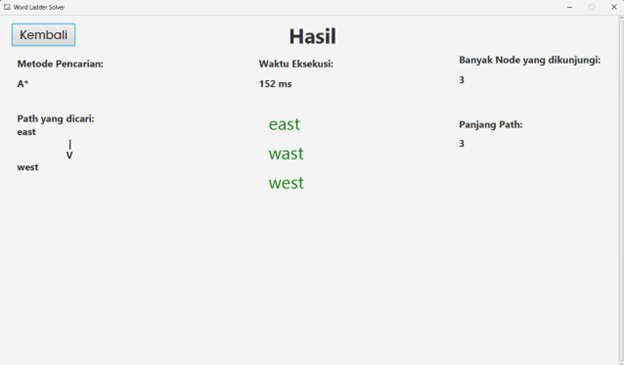 Word Ladder Solver
Kembali
Hasil
Metode Pencarian:
A*
Waktu Eksekusi:
152 ms
Banyak Node yang dikunjungi:
3
Path yang dicari:
east
|
V
west
east
wast
west
Panjang Path:
3